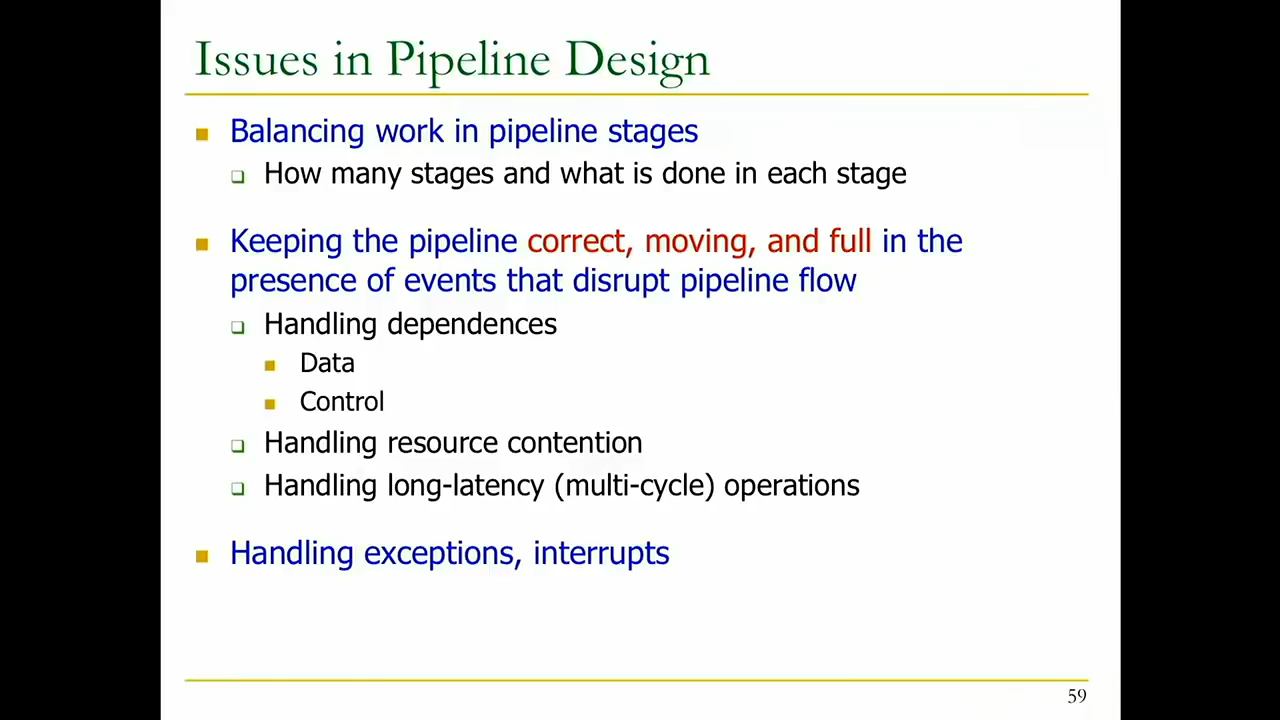 Issues in Pipeline Design
Balancing work in pipeline stages
How many stages and what is done in each stage
Keeping the pipeline correct, moving, and full in the
presence of events that disrupt pipeline flow
Handling dependences
Data
Control
Handling resource contention
Handling long-latency (multi-cycle) operations
Handling exceptions, interrupts
59